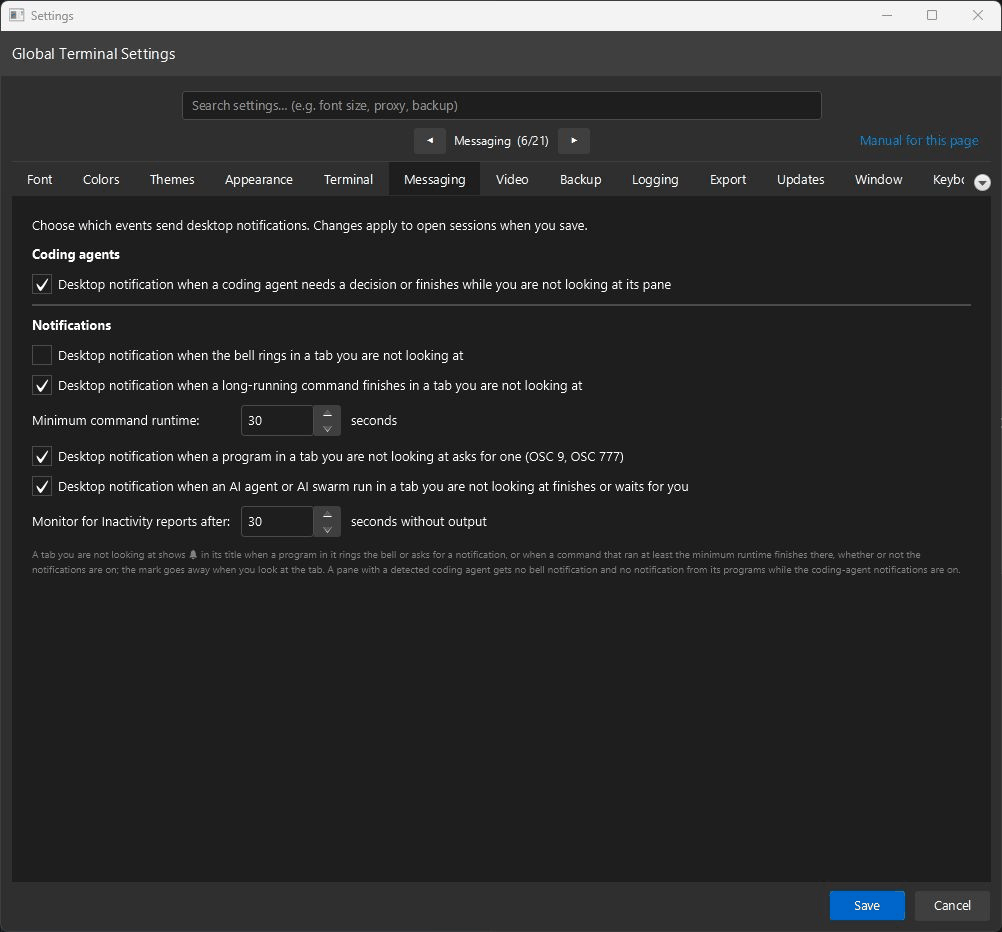 Settings
Global Terminal Settings
Search settings... (e.g. font size, proxy, backup)
Messaging (6/21)
Manual for this page
Font Colors Themes Appearance Terminal Messaging Video Backup Logging Export Updates Window Keybo
Choose which events send desktop notifications. Changes apply to open sessions when you save.
Coding agents
Desktop notification when a coding agent needs a decision or finishes while you are not looking at its pane
Notifications
Desktop notification when the bell rings in a tab you are not looking at
Desktop notification when a long-running command finishes in a tab you are not looking at
Minimum command runtime: 30 seconds
Desktop notification when a program in a tab you are not looking at asks for one (OSC 9, OSC 777)
Desktop notification when an AI agent or AI swarm run in a tab you are not looking at finishes or waits for you
Monitor for Inactivity reports after: 30 seconds without output
A tab you are not looking at shows 🔔 in its title when a program in it rings the bell or asks for a notification, or when a command that ran at least the minimum runtime finishes there, whether or not the
notifications are on; the mark goes away when you look at the tab. A pane with a detected coding agent gets no bell notification and no notification from its programs while the coding-agent notifications are on.
Save Cancel